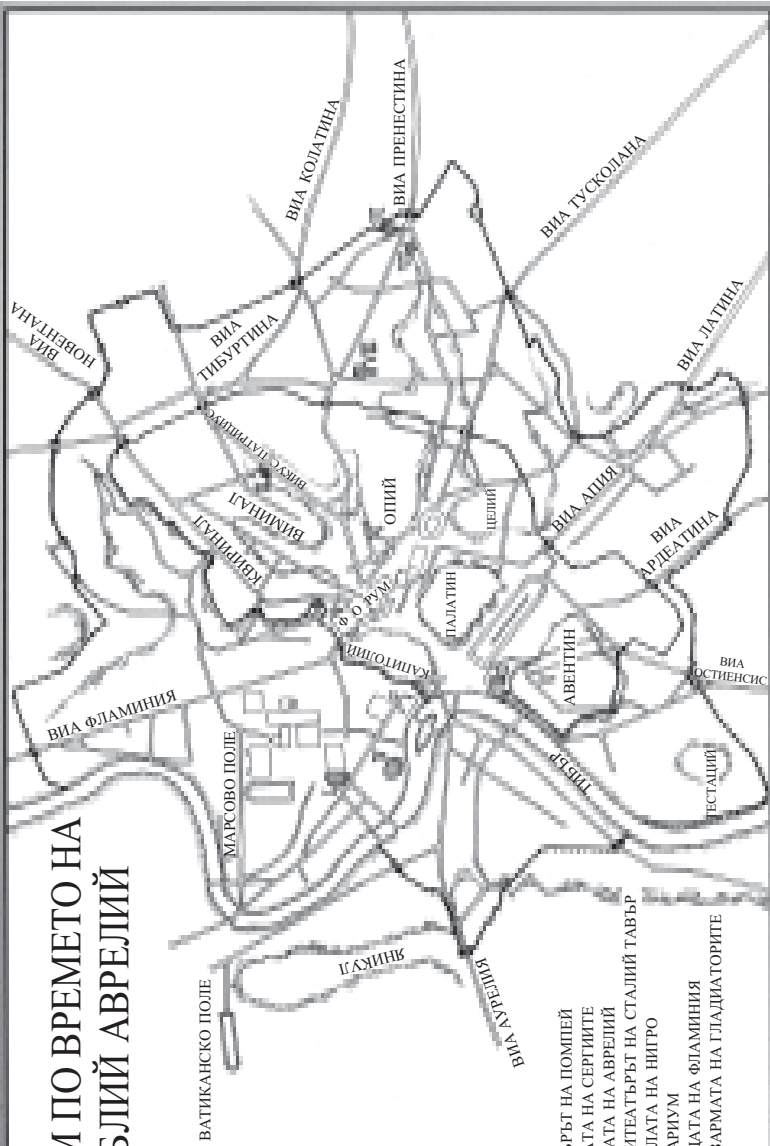 М ПО ВРЕМЕТО НА
БЛИЙ АВРЕЛИЙ
ВИА
НОВЕНТАНА
ВИА КОЛАТИНА
ВИА ПРЕНЕСТИНА
ВИА
ТИБУРТИНА
ВИА ТУСКОЛАНА
ВИА ЛАТИНА
ВИКУС ПАТРИЦИУС
ВИМИНАЛ
КВИРИНАЛ
ОПИЙ
ЦЕЛИЙ
ВИА АПИЯ
ВИА
АРДЕАТИНА
ФОРУМ
ПАЛАТИН
КАПИТОЛИЙ
АВЕНТИН
ВИА
ОСТИЕНСИС
ВИА ФЛАМИНИЯ
МАРСОВО ПОЛЕ
ТИБЪР
ТЕСТАЦИЙ
ЯНИКУЛ
ВАТИКАНСКО ПОЛЕ
ВИА АУРЕЛИЯ
ЪРЪТ НА ПОМПЕЙ
АТА НА СЕРГИИТЕ
АТА НА АВРЕЛИЙ
ИТЕАТЪРЪТ НА СТАЛИЙ ТАВЪР
ЛАТА НА НИГРО
АРИУМ
ЦАТА НА ФЛАМИНИЯ
ЗАРМАТА НА ГЛАДИАТОРИТЕ